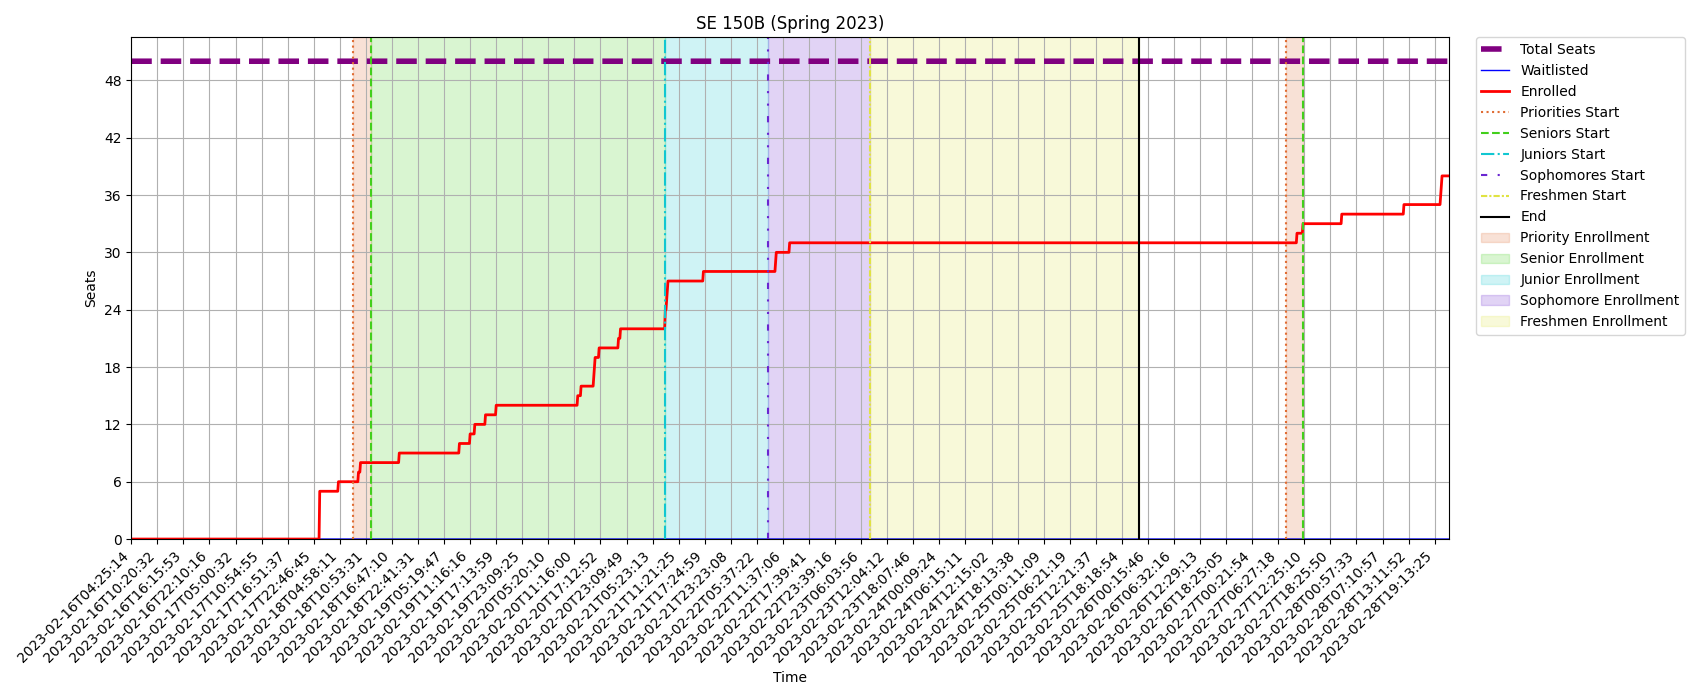 SE 150B (Spring 2023)
Seats
48
42
36
30
24
18
12
6
0
2023-02-16T04:25:14
2023-02-16T10:20:32
2023-02-16T16:15:53
2023-02-16T22:10:16
2023-02-17T05:00:32
2023-02-17T10:54:55
2023-02-17T16:51:37
2023-02-17T22:46:45
2023-02-18T04:58:11
2023-02-18T10:53:31
2023-02-18T16:47:10
2023-02-18T22:41:31
2023-02-19T05:19:47
2023-02-19T11:16:16
2023-02-19T17:13:59
2023-02-19T23:09:25
2023-02-20T05:20:10
2023-02-20T11:16:00
2023-02-20T17:12:52
2023-02-20T23:09:49
2023-02-21T05:23:13
2023-02-21T11:21:25
2023-02-21T17:24:59
2023-02-21T23:23:08
2023-02-22T05:37:22
2023-02-22T11:37:06
2023-02-22T17:39:41
2023-02-22T23:39:16
2023-02-23T06:03:56
2023-02-23T12:04:12
2023-02-23T18:07:46
2023-02-24T00:09:24
2023-02-24T06:15:11
2023-02-24T12:15:02
2023-02-24T18:13:38
2023-02-25T00:11:09
2023-02-25T06:21:19
2023-02-25T12:21:37
2023-02-25T18:18:54
2023-02-26T00:15:46
2023-02-26T06:32:16
2023-02-26T12:29:13
2023-02-26T18:25:05
2023-02-27T00:21:54
2023-02-27T06:27:18
2023-02-27T12:25:10
2023-02-27T18:25:50
2023-02-28T00:57:33
2023-02-28T07:10:57
2023-02-28T13:11:52
2023-02-28T19:13:25
Time
Total Seats
Waitlisted
Enrolled
Priorities Start
Seniors Start
Juniors Start
Sophomores Start
Freshmen Start
End
Priority Enrollment
Senior Enrollment
Junior Enrollment
Sophomore Enrollment
Freshmen Enrollment